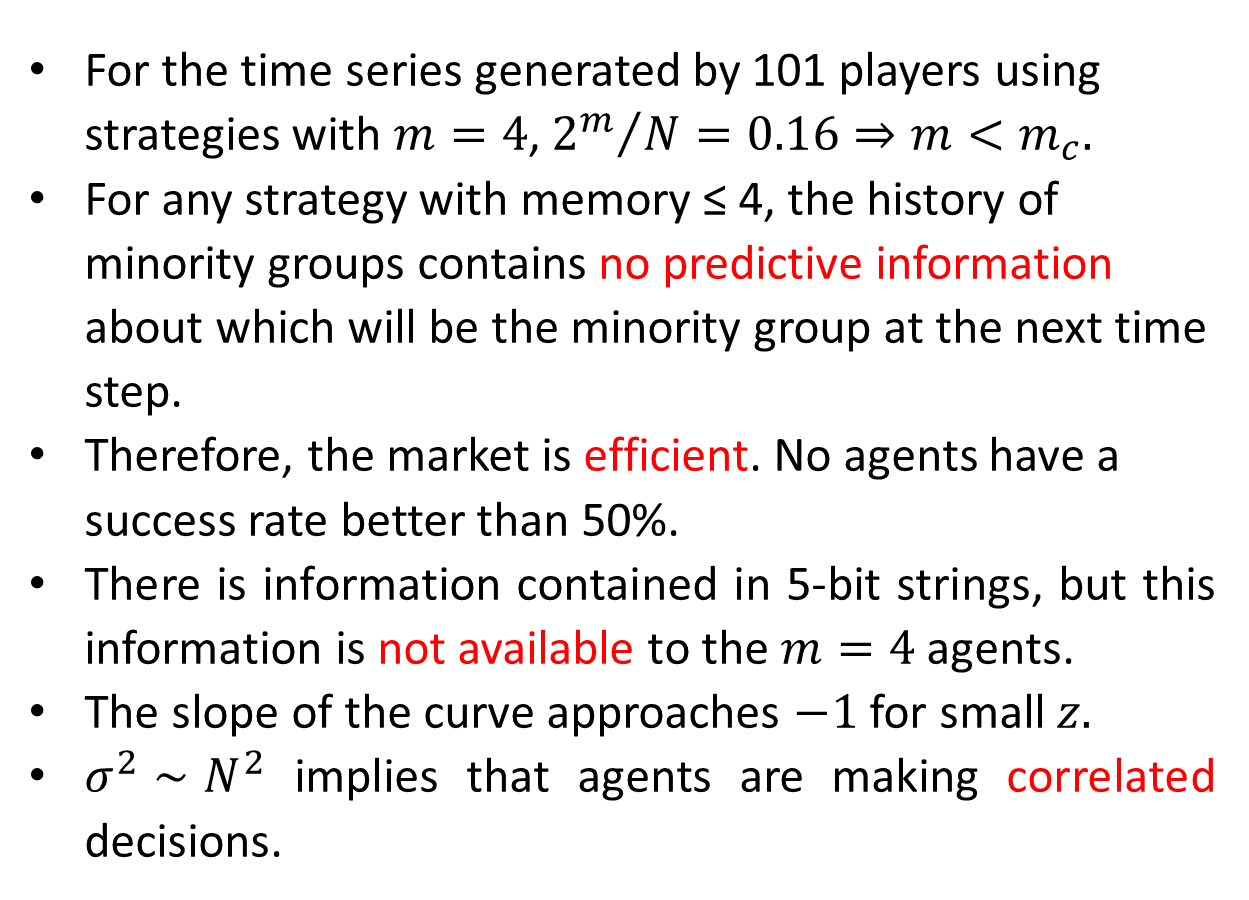 • For the time series generated by 101 players using
strategies with 𝑚 = 4, 2^𝑚/𝑁 = 0.16 ⇒ 𝑚 < 𝑚_𝑐.
• For any strategy with memory ≤ 4, the history of
minority groups contains no predictive information
about which will be the minority group at the next time
step.
• Therefore, the market is efficient. No agents have a
success rate better than 50%.
• There is information contained in 5-bit strings, but this
information is not available to the 𝑚 = 4 agents.
• The slope of the curve approaches −1 for small 𝑧.
• 𝜎² ~ 𝑁² implies that agents are making correlated
decisions.